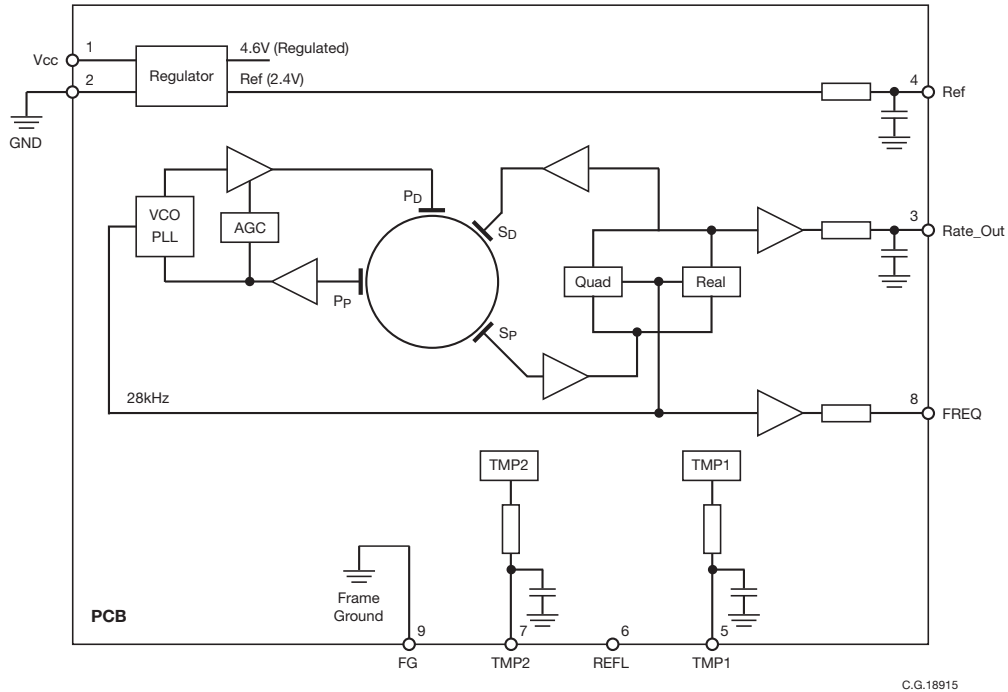 1
4.6V (Regulated)
Vcc
Regulator
2
Ref (2.4V)
4
Ref
GND
PD
VCO
PLL
AGC
SD
3
Rate_Out
Quad
Real
PP
SP
28kHz
8
FREQ
TMP2
TMP1
Frame
Ground
PCB
9
7
6
5
FG
TMP2
REFL
TMP1
C.G.18915